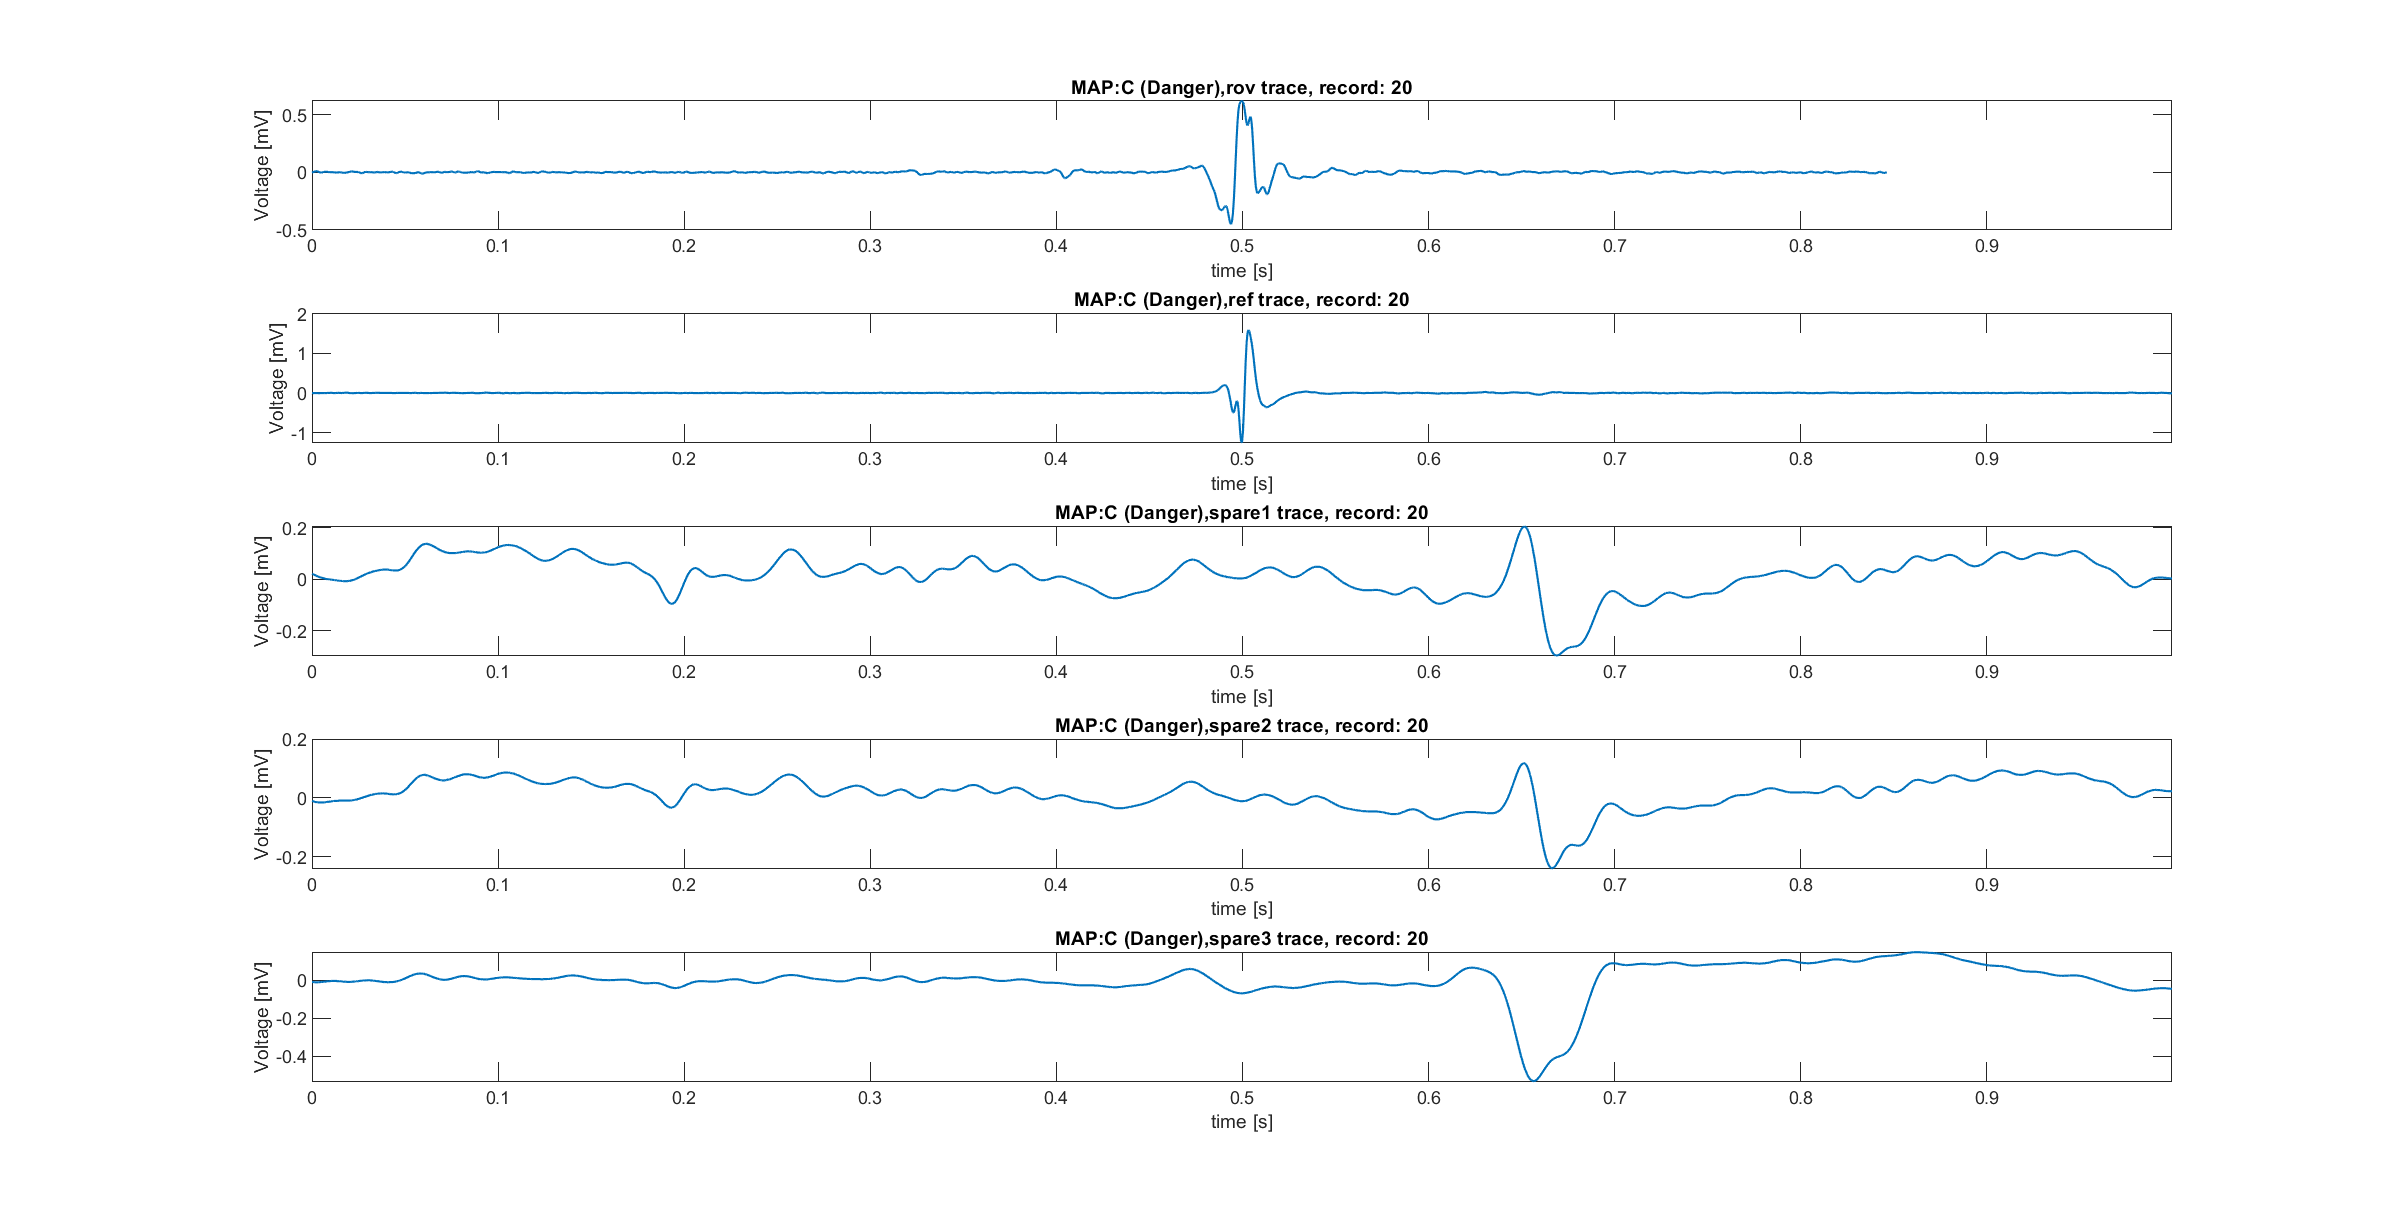 MAP:C (Danger),rov trace, record: 20
Voltage [mV]
0.5
0
-0.5
0 0.1 0.2 0.3 0.4 0.5 0.6 0.7 0.8 0.9
time [s]
MAP:C (Danger),ref trace, record: 20
Voltage [mV]
2
1
0
-1
0 0.1 0.2 0.3 0.4 0.5 0.6 0.7 0.8 0.9
time [s]
MAP:C (Danger),spare1 trace, record: 20
Voltage [mV]
0.2
0
-0.2
0 0.1 0.2 0.3 0.4 0.5 0.6 0.7 0.8 0.9
time [s]
MAP:C (Danger),spare2 trace, record: 20
Voltage [mV]
0.2
0
-0.2
0 0.1 0.2 0.3 0.4 0.5 0.6 0.7 0.8 0.9
time [s]
MAP:C (Danger),spare3 trace, record: 20
Voltage [mV]
0
-0.2
-0.4
0 0.1 0.2 0.3 0.4 0.5 0.6 0.7 0.8 0.9
time [s]